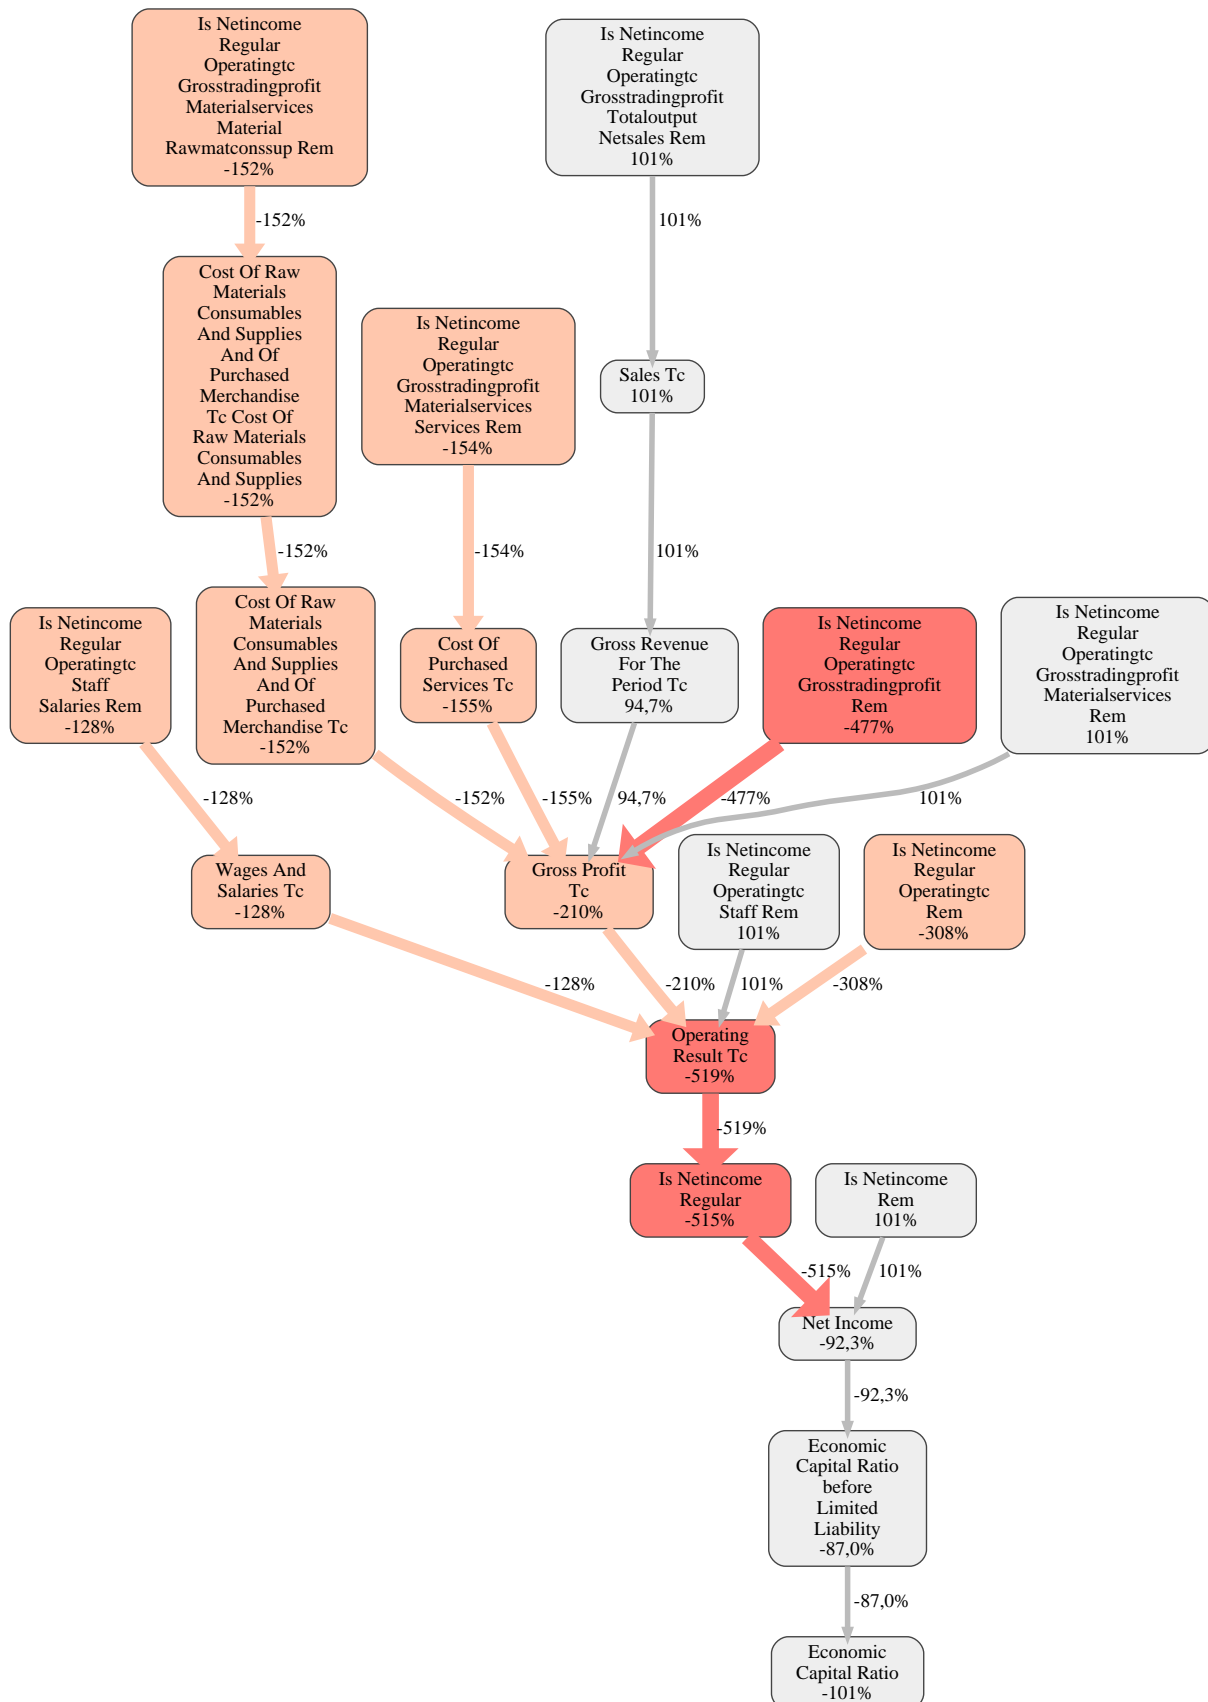 Is Netincome
Regular
Operatingtc
Grosstradingprofit
Materialservices
Material
Rawmatconssup Rem
-152%
Is Netincome
Regular
Operatingtc
Grosstradingprofit
Totaloutput
Netsales Rem
101%
-152%
101%
Cost Of Raw
Materials
Consumables
And Supplies
And Of
Purchased
Merchandise
Tc Cost Of
Raw Materials
Consumables
And Supplies
-152%
Is Netincome
Regular
Operatingtc
Grosstradingprofit
Materialservices
Services Rem
-154%
Sales Tc
101%
-152%
-154%
101%
Is Netincome
Regular
Operatingtc
Staff
Salaries Rem
-128%
Cost Of Raw
Materials
Consumables
And Supplies
And Of
Purchased
Merchandise Tc
-152%
Cost Of
Purchased
Services Tc
-155%
Gross Revenue
For The
Period Tc
94,7%
Is Netincome
Regular
Operatingtc
Grosstradingprofit
Rem
-477%
Is Netincome
Regular
Operatingtc
Grosstradingprofit
Materialservices
Rem
101%
-128%
-152%
-155%
94,7%
-477%
101%
Wages And
Salaries Tc
-128%
Gross Profit
Tc
-210%
Is Netincome
Regular
Operatingtc
Staff Rem
101%
Is Netincome
Regular
Operatingtc
Rem
-308%
-128%
-210%
101%
-308%
Operating
Result Tc
-519%
-519%
Is Netincome
Regular
-515%
Is Netincome
Rem
101%
-515%
101%
Net Income
-92,3%
-92,3%
Economic
Capital Ratio
before
Limited
Liability
-87,0%
-87,0%
Economic
Capital Ratio
-101%